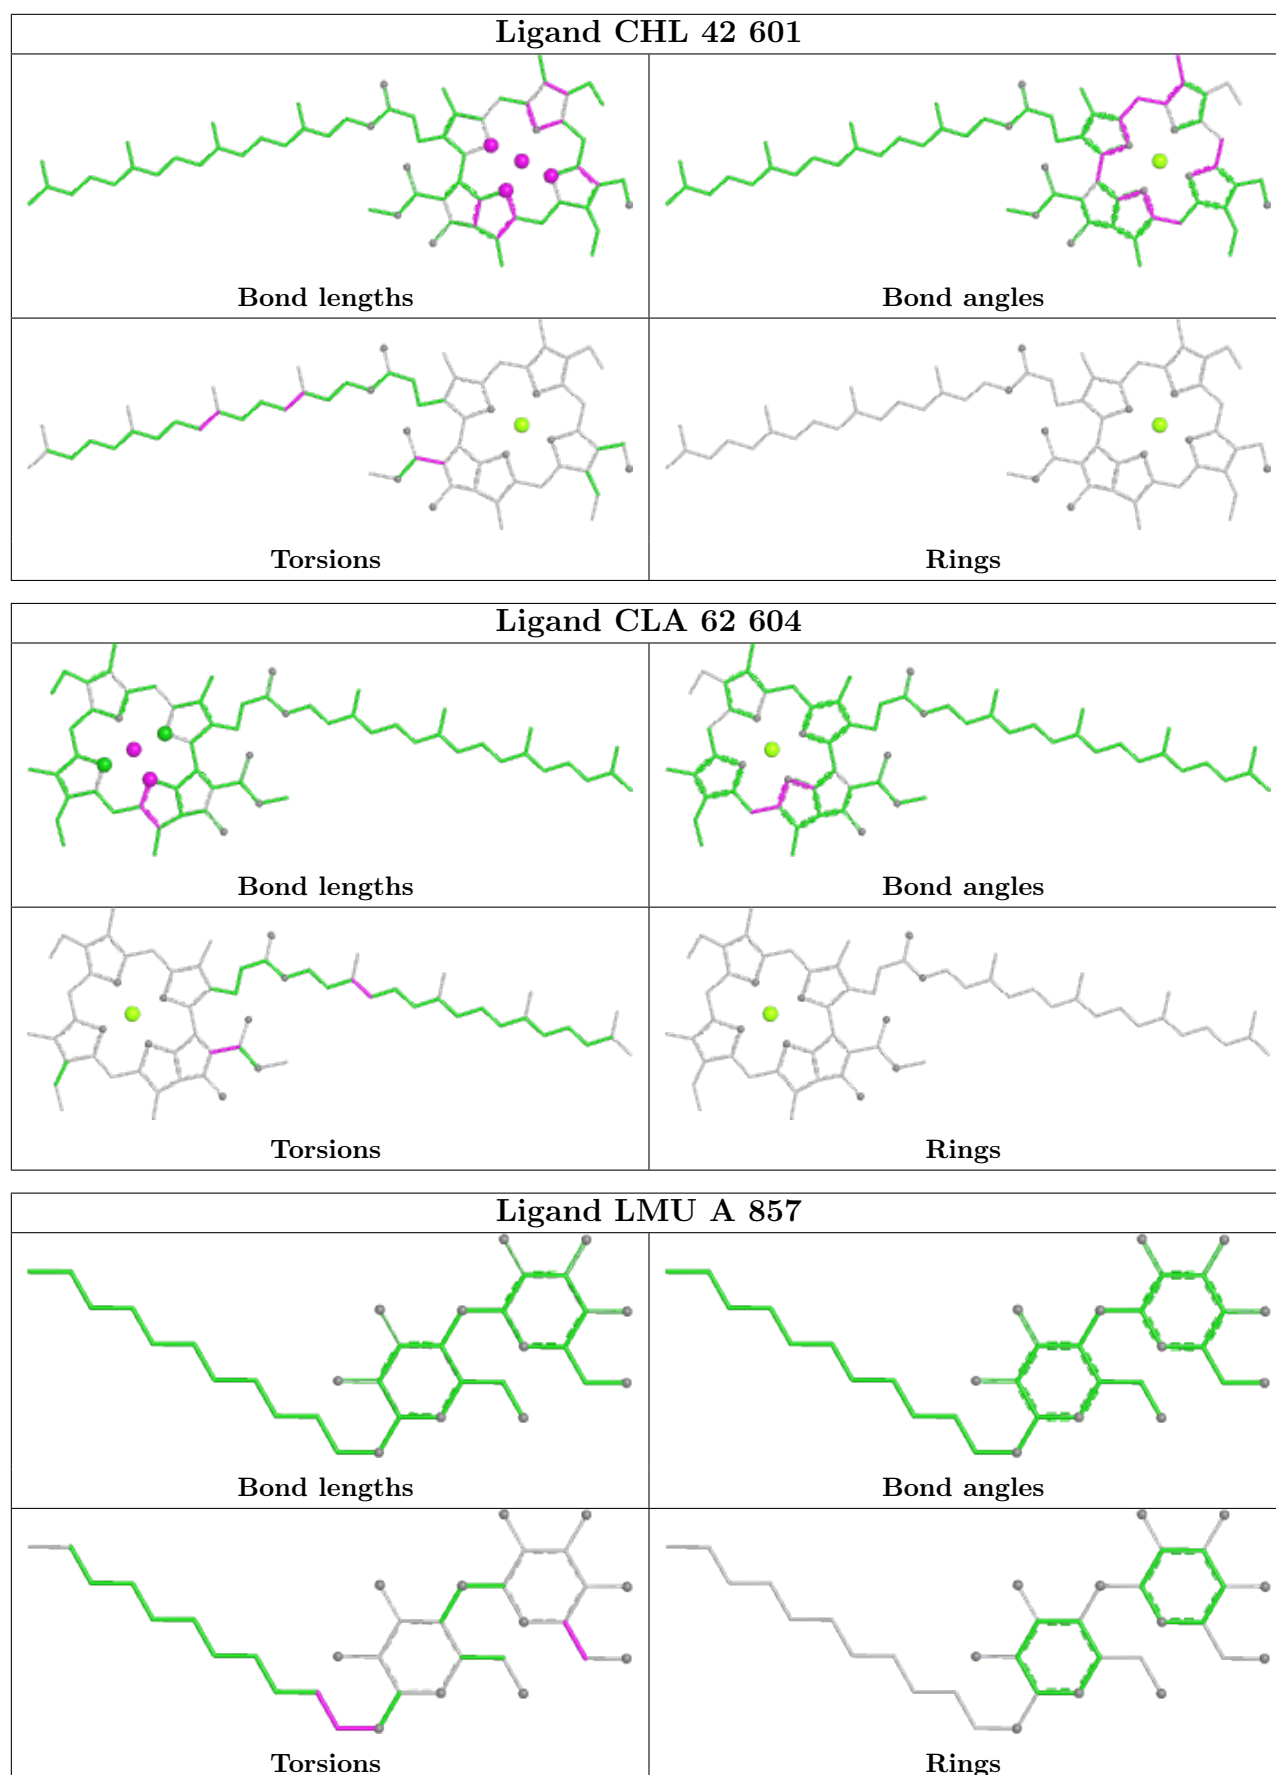 Ligand CHL 42 601
Bond lengths
Bond angles
Torsions
Rings
Ligand CLA 62 604
Bond lengths
Bond angles
Torsions
Rings
Ligand LMU A 857
Bond lengths
Bond angles
Torsions
Rings